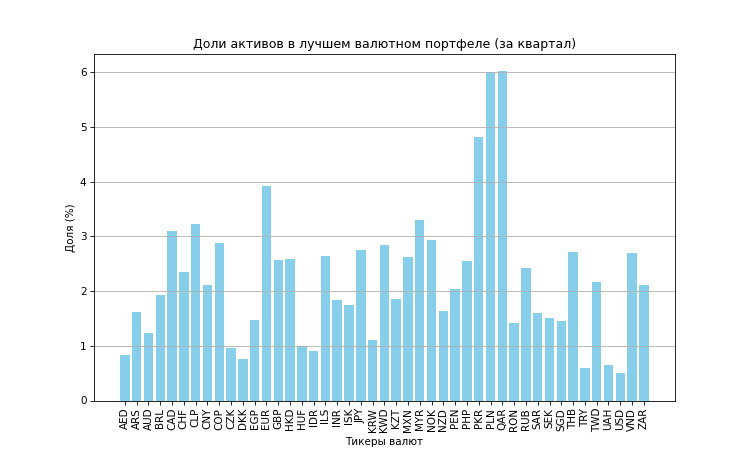 Доли активов в лучшем валютном портфеле (за квартал)
Доля (%)
6
5
4
3
2
1
0
AED ARS AUD BRL CAD CHF CLP CNY COP CZK DKK EGP EUR GBP HKD HUF IDR ILS INR ISK JPY KRW KWD KZT MXN MYR NOK NZD PEN PHP PKR PLN QAR RON RUB SAR SEK SGD THB TRY TWD UAH USD VND ZAR
Тикеры валют